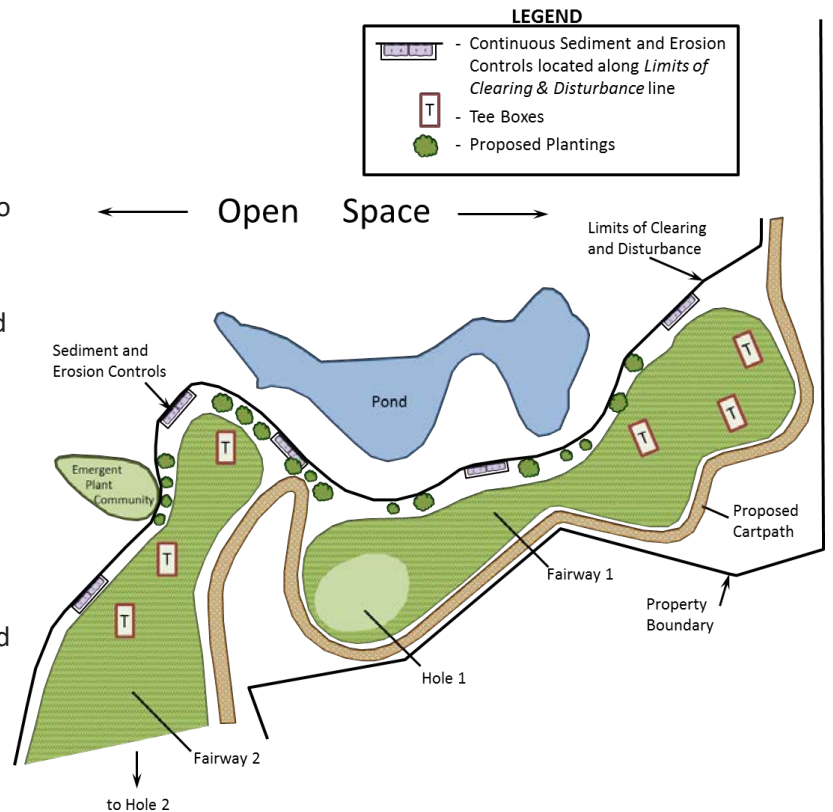 LEGEND
- Continuous Sediment and Erosion
Controls located along Limits of
Clearing & Disturbance line
T
- Tee Boxes
- Proposed Plantings
o
Open Space
Limits of Clearing
and Disturbance
d
Sediment and
Erosion Controls
Pond
T
T
T
T
Emergent
Plant
Community
T
T
Proposed
Cartpath
Fairway 1
Property
Boundary
d
Hole 1
Fairway 2
to Hole 2